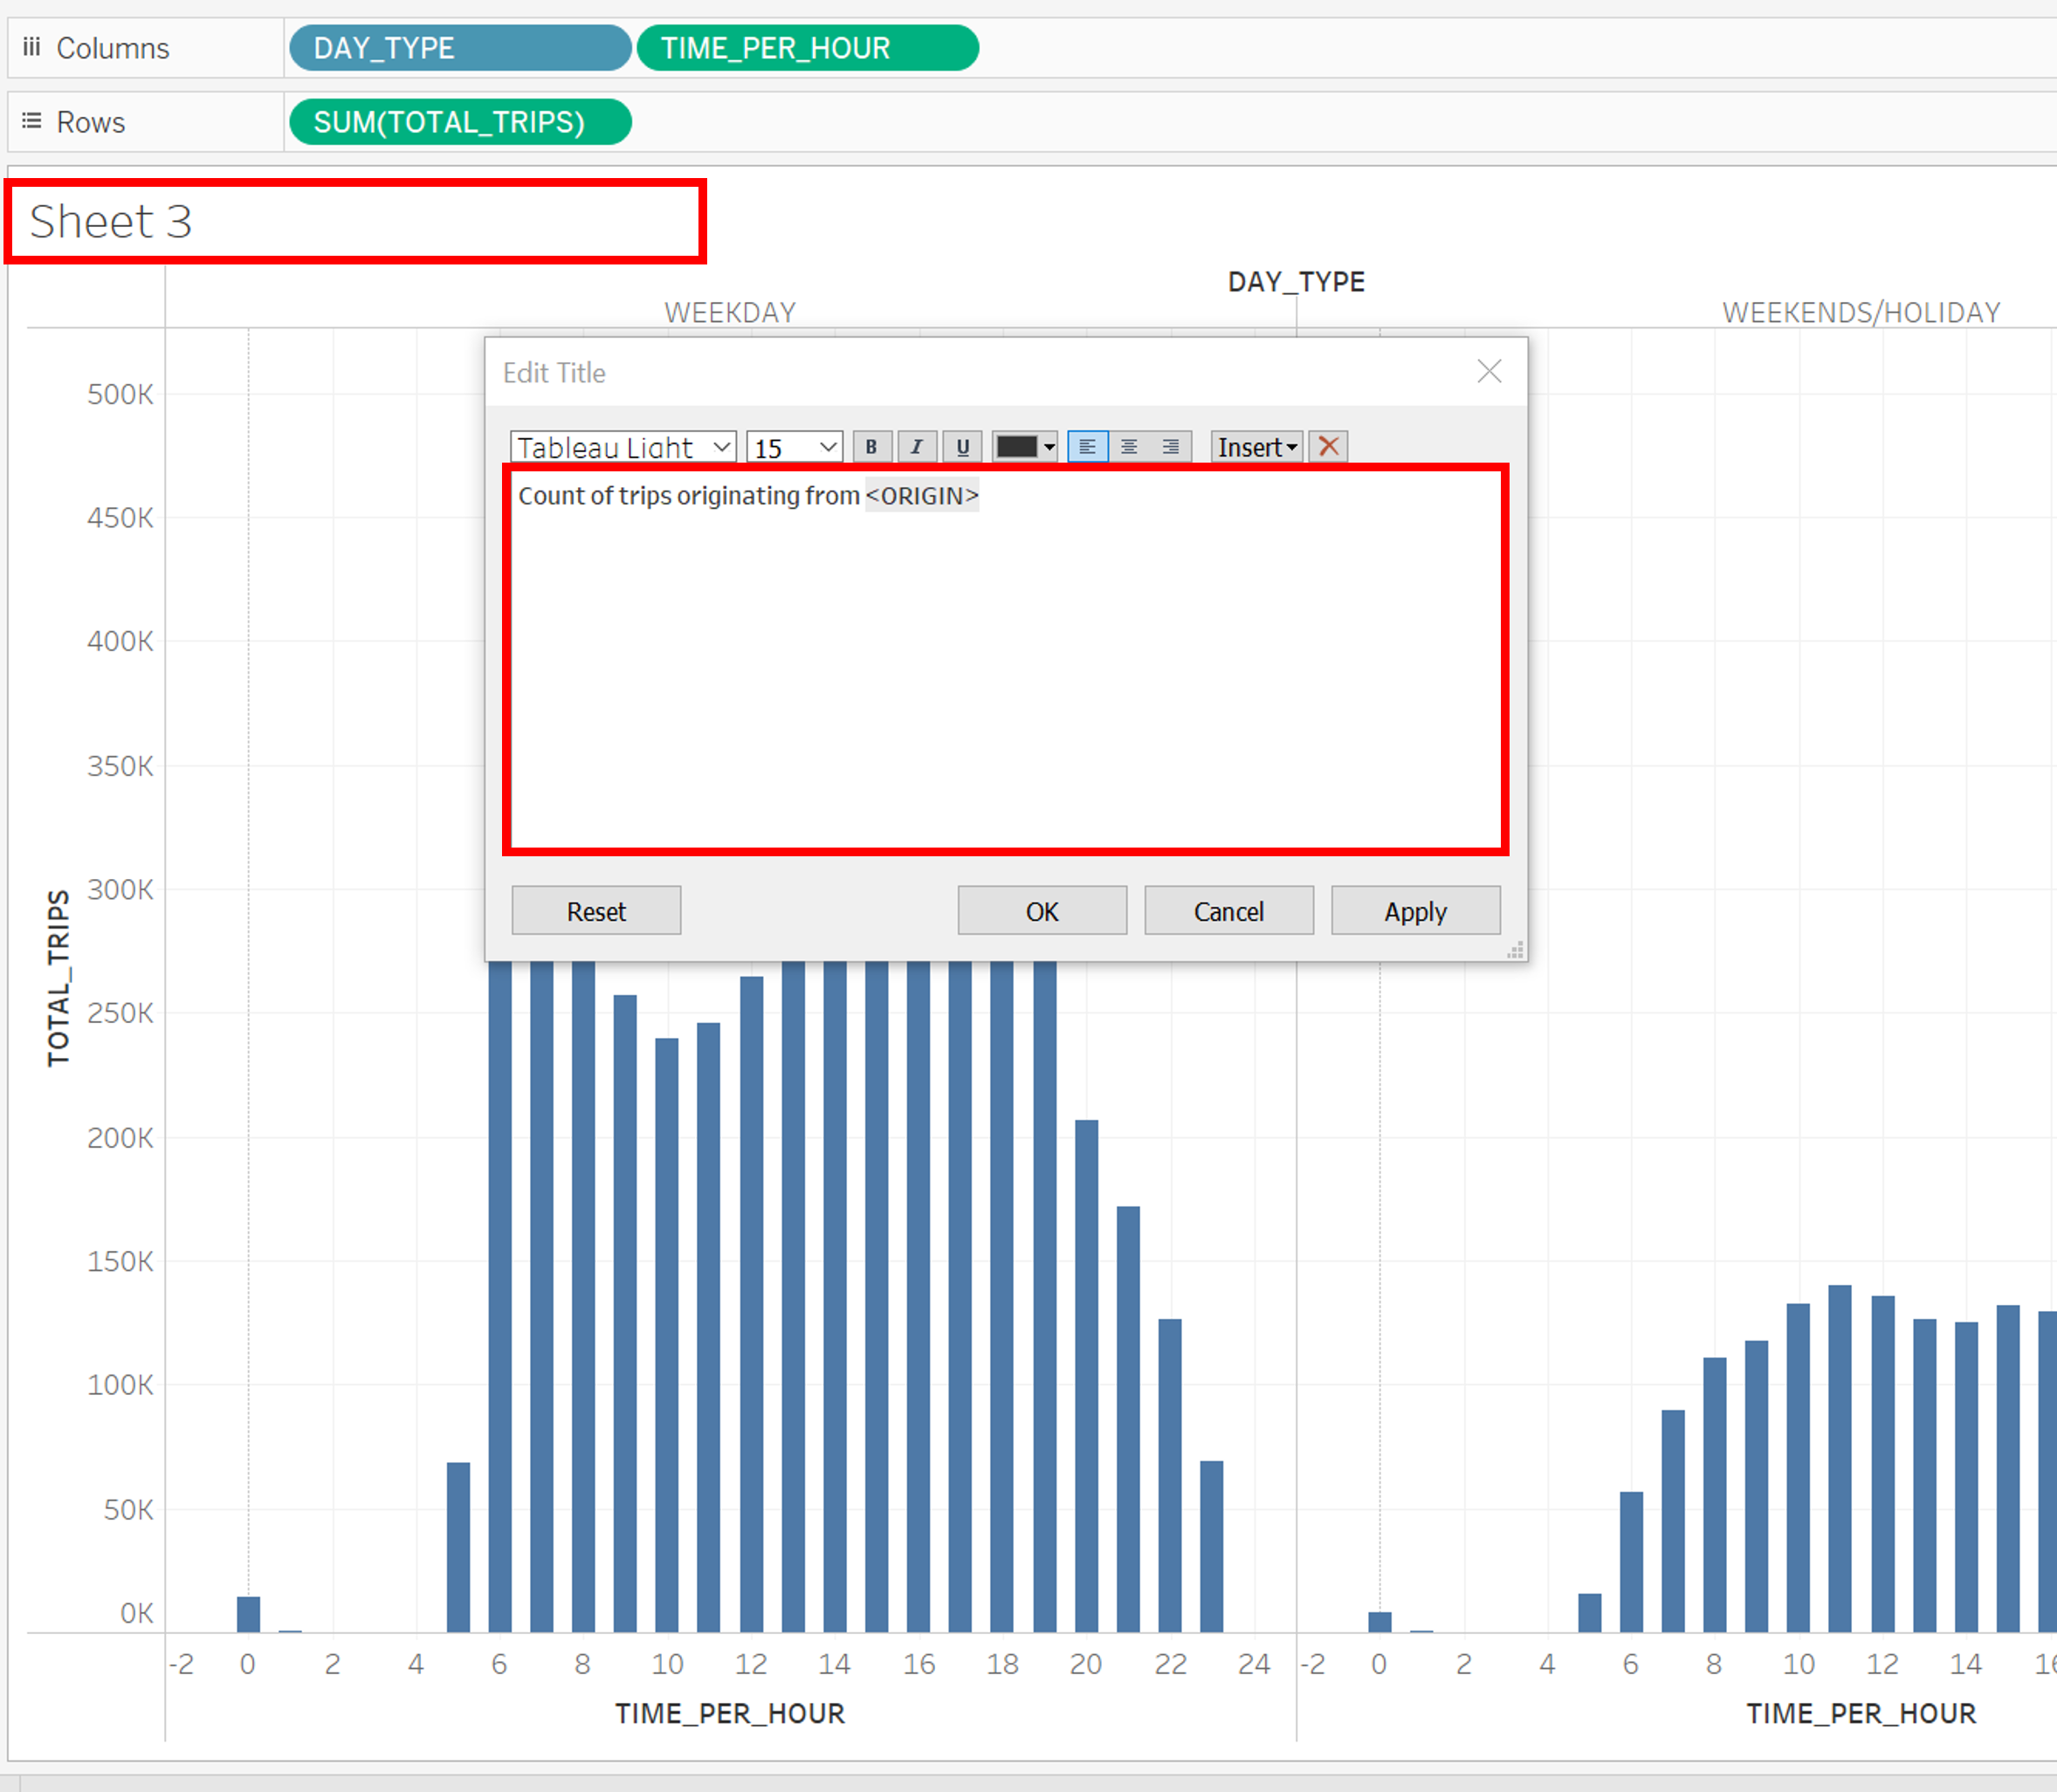 Columns DAY_TYPE TIME_PER_HOUR
Rows SUM(TOTAL_TRIPS)
Sheet 3
DAY_TYPE
WEEKDAY WEEKENDS/HOLIDAY
Edit Title
Tableau Light 15 B I U Insert
Count of trips originating from <ORIGIN>
Reset OK Cancel Apply
TOTAL_TRIPS
500K
450K
400K
350K
300K
250K
200K
150K
100K
50K
0K
-2 0 2 4 6 8 10 12 14 16 18 20 22 24 -2 0 2 4 6 8 10 12 14
TIME_PER_HOUR TIME_PER_HOUR